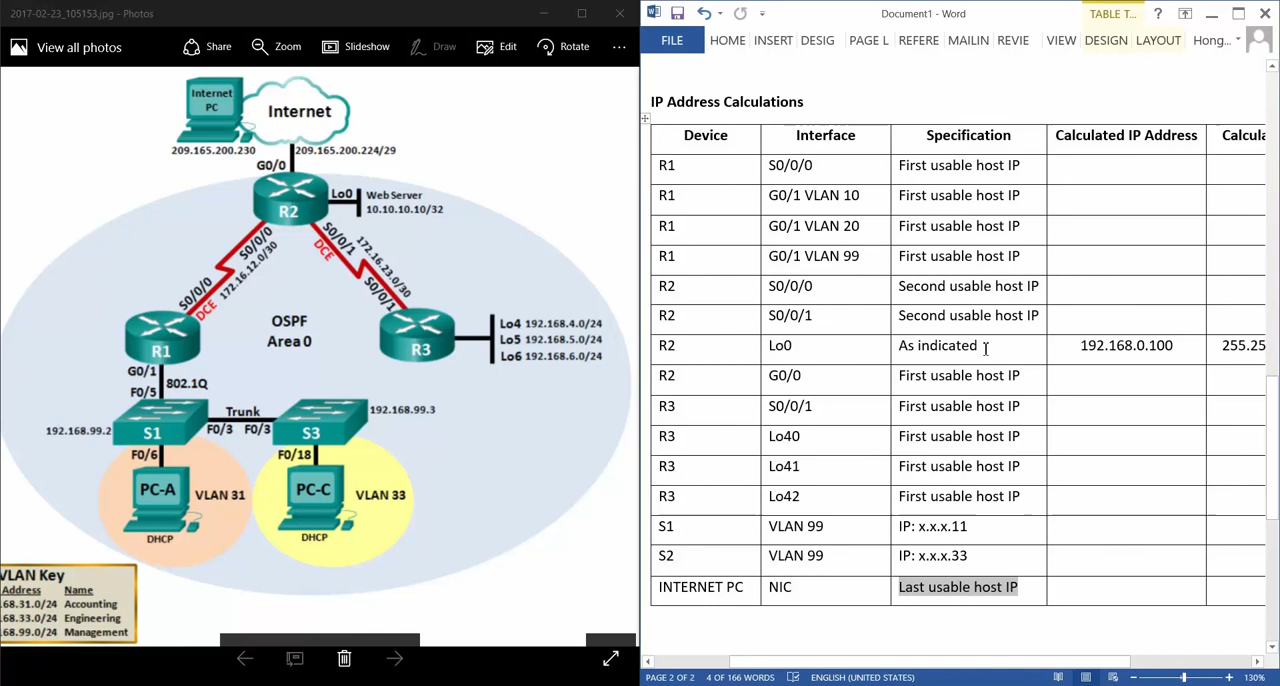 2017-02-23_105153.jpg - Photos
View all photos
Share
Zoom
Slideshow
Draw
Edit
Rotate
Internet
PC
Internet
209.165.200.230
209.165.200.224/29
G0/0
R2
Lo0
Web Server
10.10.10.10/32
S0/0/0
S0/0/1
DCE
172.16.12.0/30
172.16.23.0/30
S0/0/0
DCE
S0/0/1
OSPF
Area 0
R1
R3
Lo4 192.168.4.0/24
Lo5 192.168.5.0/24
Lo6 192.168.6.0/24
G0/1
802.1Q
F0/5
Trunk
192.168.99.3
192.168.99.2
S1
F0/3 F0/3
S3
F0/6
F0/18
PC-A
VLAN 31
PC-C
VLAN 33
DHCP
DHCP
VLAN Key
Address Name
68.31.0/24 Accounting
68.33.0/24 Engineering
68.99.0/24 Management
Document1 - Word
TABLE T...
FILE
HOME
INSERT
DESIG
PAGE L
REFERE
MAILIN
REVIE
VIEW
DESIGN
LAYOUT
Hong...
IP Address Calculations
Device Interface Specification Calculated IP Address Calcula
R1 S0/0/0 First usable host IP
R1 G0/1 VLAN 10 First usable host IP
R1 G0/1 VLAN 20 First usable host IP
R1 G0/1 VLAN 99 First usable host IP
R2 S0/0/0 Second usable host IP
R2 S0/0/1 Second usable host IP
R2 Lo0 As indicated 192.168.0.100 255.25
R2 G0/0 First usable host IP
R3 S0/0/1 First usable host IP
R3 Lo40 First usable host IP
R3 Lo41 First usable host IP
R3 Lo42 First usable host IP
S1 VLAN 99 IP: x.x.x.11
S2 VLAN 99 IP: x.x.x.33
INTERNET PC NIC Last usable host IP
PAGE 2 OF 2 4 OF 166 WORDS ENGLISH (UNITED STATES) 130%